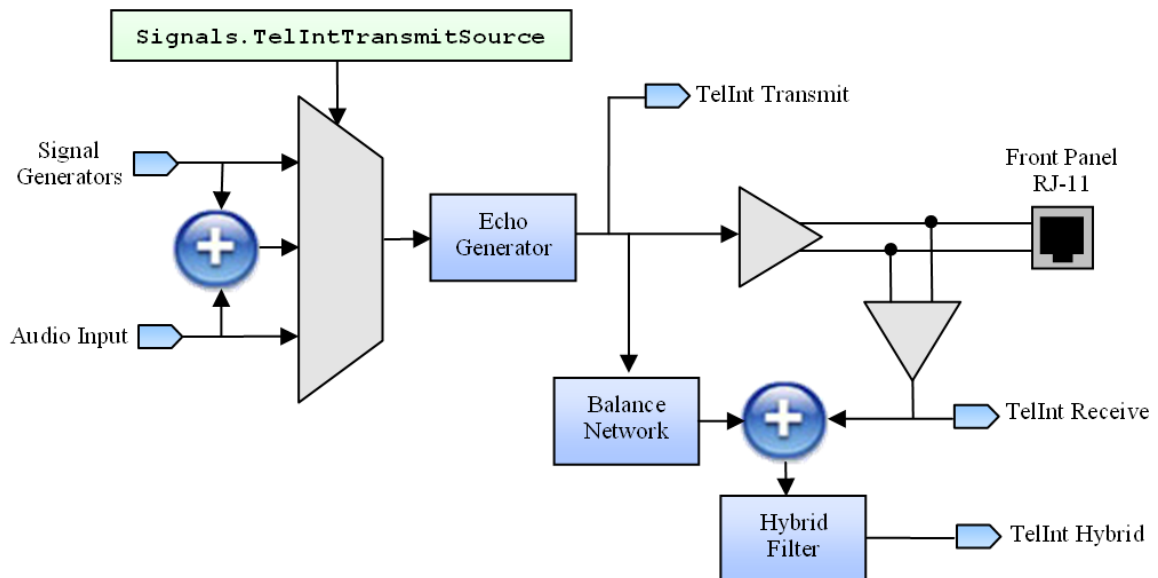 Signals.TelIntTransmitSource
TelInt Transmit
Signal
Generators
Front Panel
RJ-11
Echo
Generator
Audio Input
Balance
Network
TelInt Receive
Hybrid
Filter
TelInt Hybrid